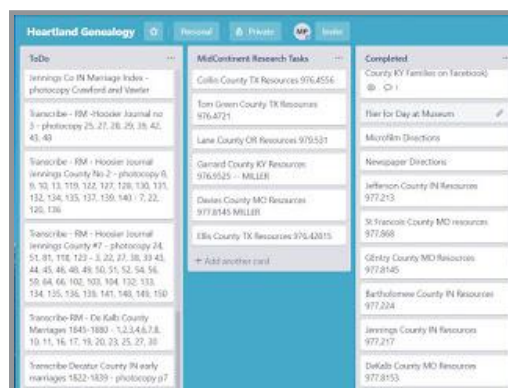 Heartland Genealogy
Personal
Private
MP
Invite
ToDo
Jennings Co IN Marriage Index -
photocopy Crawford and Vawter
Transcribe - RM -Hoosier Journal no
3 - photocopy 25, 27, 28, 29, 39, 42,
43, 48
Transcribe - RM - Hoosier Journal
Jennings County No 2 - photocopy 8,
9, 10, 13, 119, 122, 127, 128, 130, 131,
132, 134, 135, 137, 139, 140 - 7, 22,
120, 136
Transcribe - RM - Hoosier Journal
Jennings County #7 - photocopy 24,
51, 81, 118, 123 - 3, 22, 27, 38, 39 43,
44, 45, 46, 48, 49, 50, 51, 52, 54, 56,
59, 64, 66, 102, 103, 104, 132, 133,
134, 135, 136, 139, 141, 148, 149, 150
Transcribe-RM - De Kalb County
Marriages 1845-1880 - 1,2,3,4,6,7,8,
10, 11, 16, 17, 19, 20, 23, 25, 27, 30
Transcribe Decatur County IN early
marriages 1822-1839 - photocopy p7
MidContinent Research Tasks
Collin County TX Resources 976.4556
Tom Green County TX Resources
976.4721
Lane County OR Resources 979.531
Garrard County KY Resources
976.9525 -- MILLER
Davies County MO Resources
977.8145 MILLER
Ellis County TX Resources 976.42815
+ Add another card
Completed
County KY Families on Facebook)
1
Flier for Day at Museum
Microfilm Directions
Newspaper Directions
Jefferson County IN Resources
977.213
St Francois County MO resources
977.868
GEntry County MO Resources
977.8145
Bartholomew County IN Resources
977.224
Jennings County IN Resources
977.217
DeKalb County MO Resources
977.8153